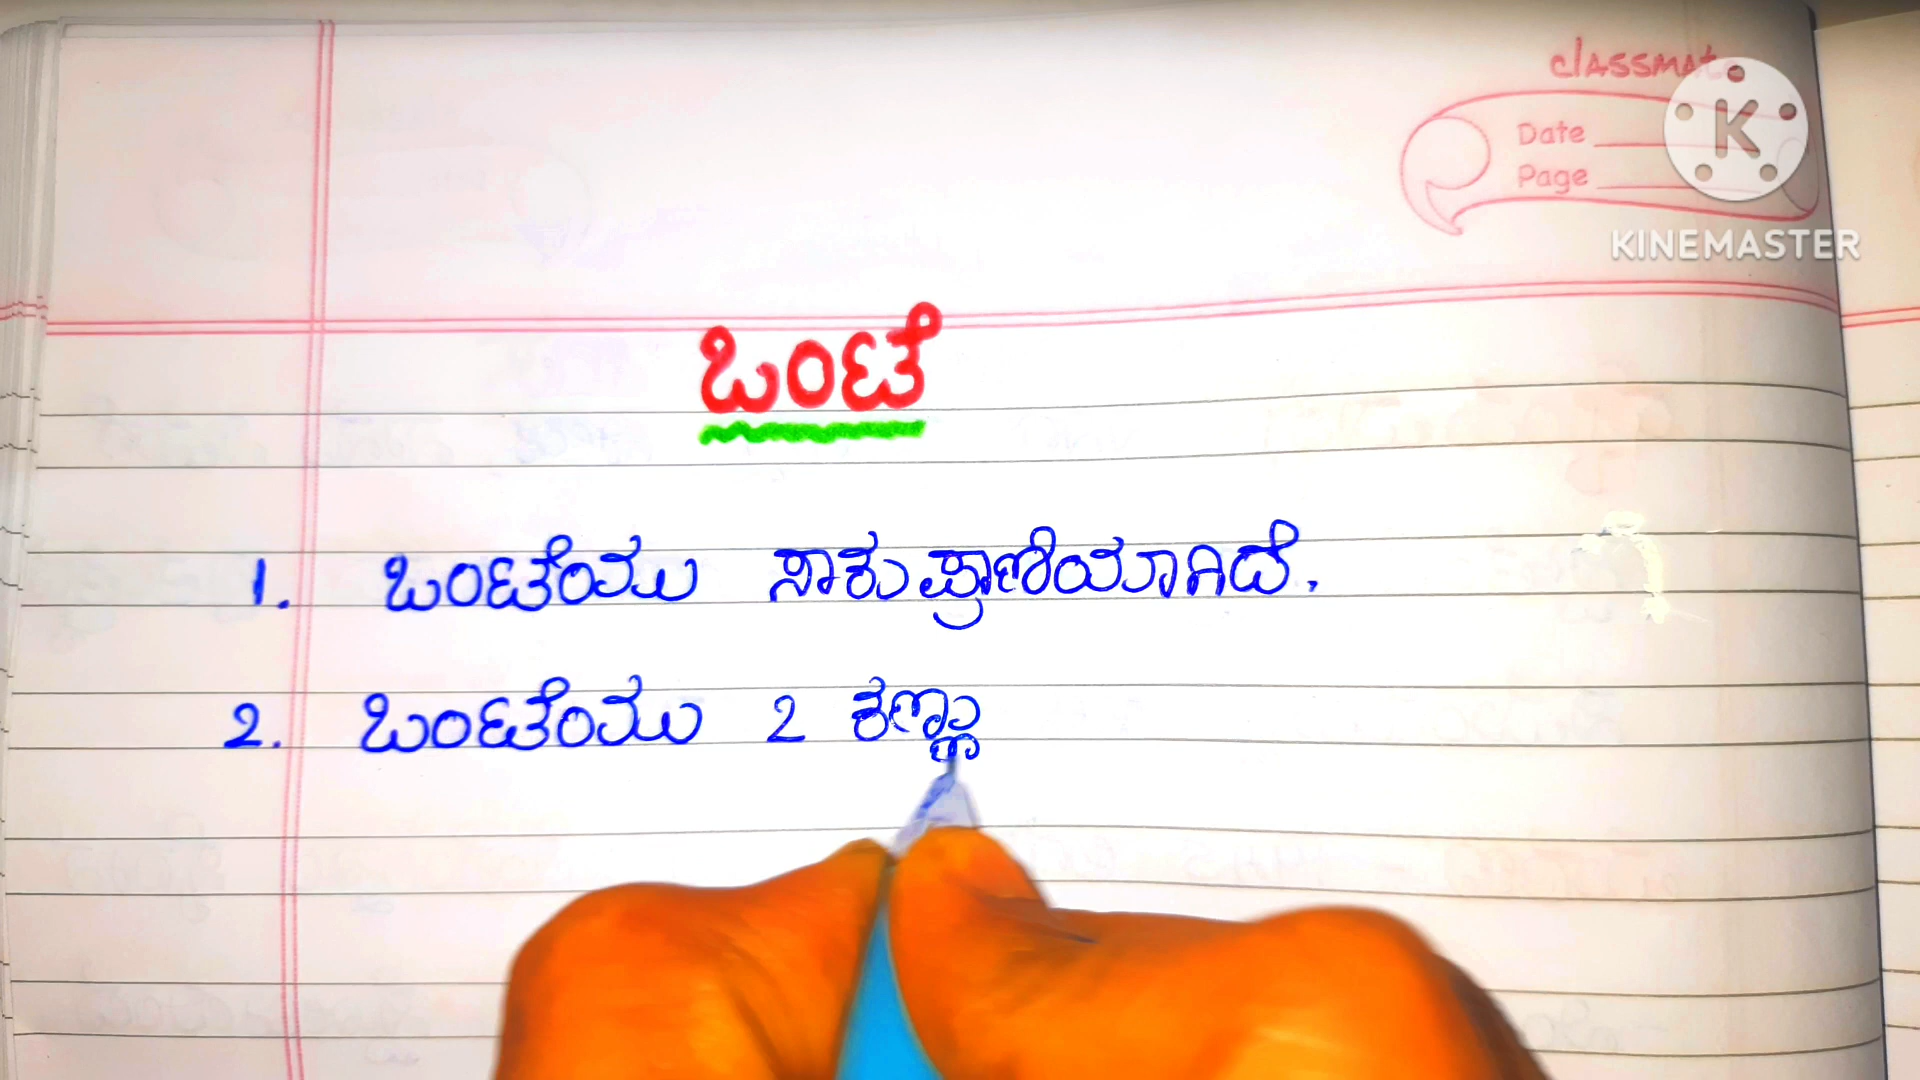 classmate
Date
Page
KINEMASTER
ಒಂಟೆ
1. ಒಂಟೆಯು ಸಾಕುಪ್ರಾಣಿಯಾಗಿದೆ.
2. ಒಂಟೆಯು 2 ಕಣ್ಣು